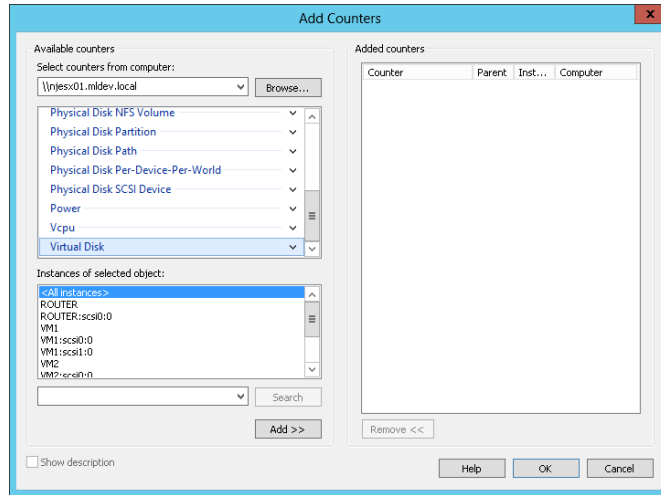 Add Counters
x
Available counters
Select counters from computer:
\\njesx01.mldev.local
Browse...
Physical Disk NFS Volume
Physical Disk Partition
Physical Disk Path
Physical Disk Per-Device-Per-World
Physical Disk SCSI Device
Power
Vcpu
Virtual Disk
Instances of selected object:
<All instances>
ROUTER
ROUTER:scsi0:0
VM1
VM1:scsi0:0
VM1:scsi1:0
VM2
VM2:scsi0:0
Search
Add >>
Show description
Added counters
Counter Parent Inst... Computer
Remove <<
Help OK Cancel